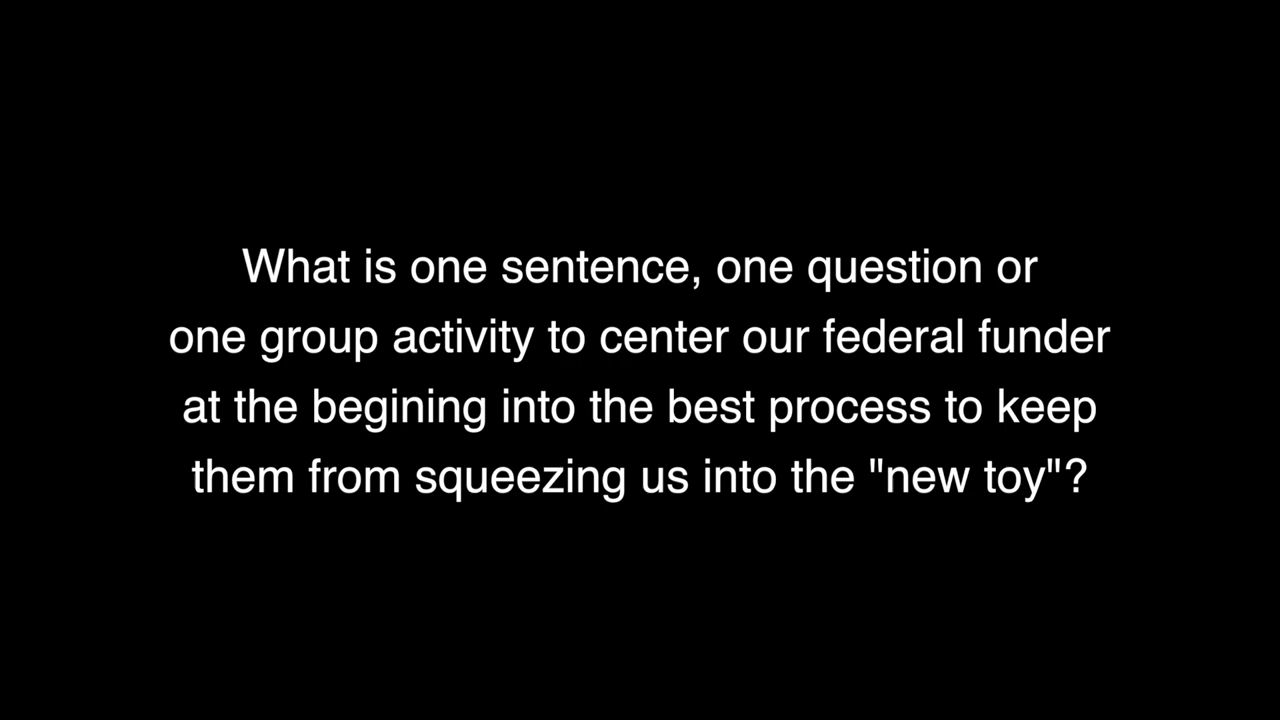 What is one sentence, one question or
one group activity to center our federal funder
at the begining into the best process to keep
them from squeezing us into the "new toy"?